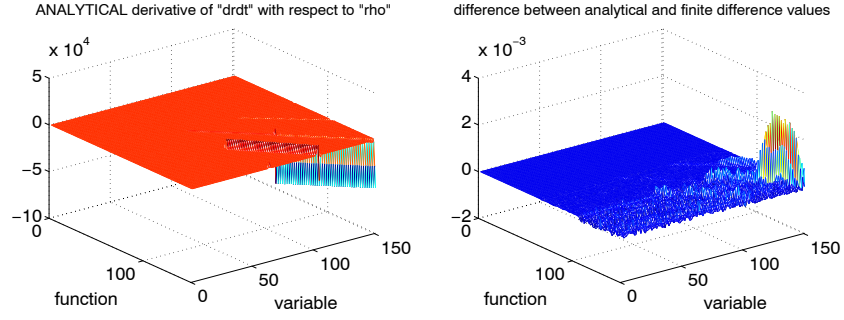 ANALYTICAL derivative of "drdt" with respect to "rho"
x 10^4
5
0
−5
−10
0
100
function
0
50
100
150
variable
difference between analytical and finite difference values
x 10^−3
4
2
0
−2
0
100
function
0
50
100
150
variable